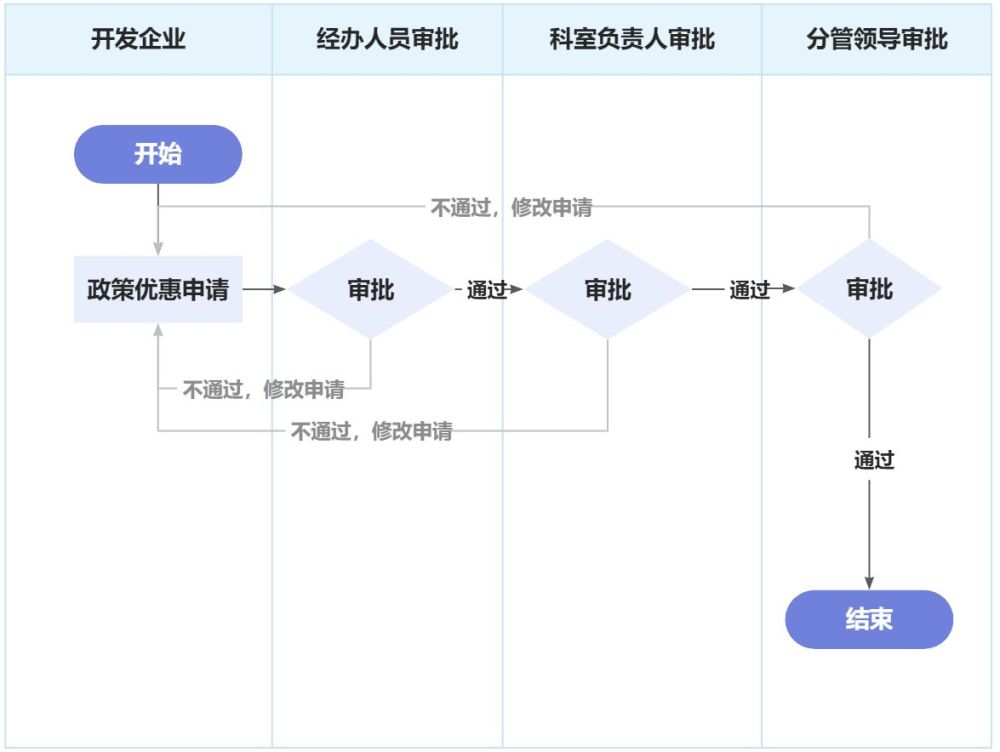 开发企业
经办人员审批
科室负责人审批
分管领导审批
开始
不通过，修改申请
政策优惠申请
审批
通过
审批
通过
审批
不通过，修改申请
不通过，修改申请
通过
结束